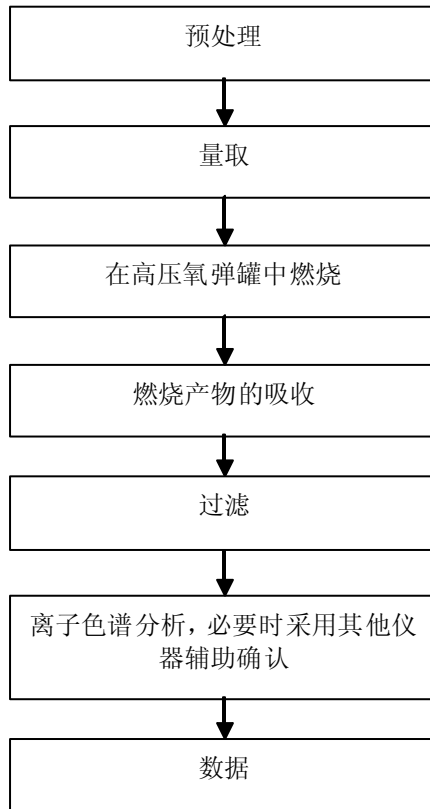 预处理
量取
在高压氧弹罐中燃烧
燃烧产物的吸收
过滤
离子色谱分析，必要时采用其他仪
器辅助确认
数据